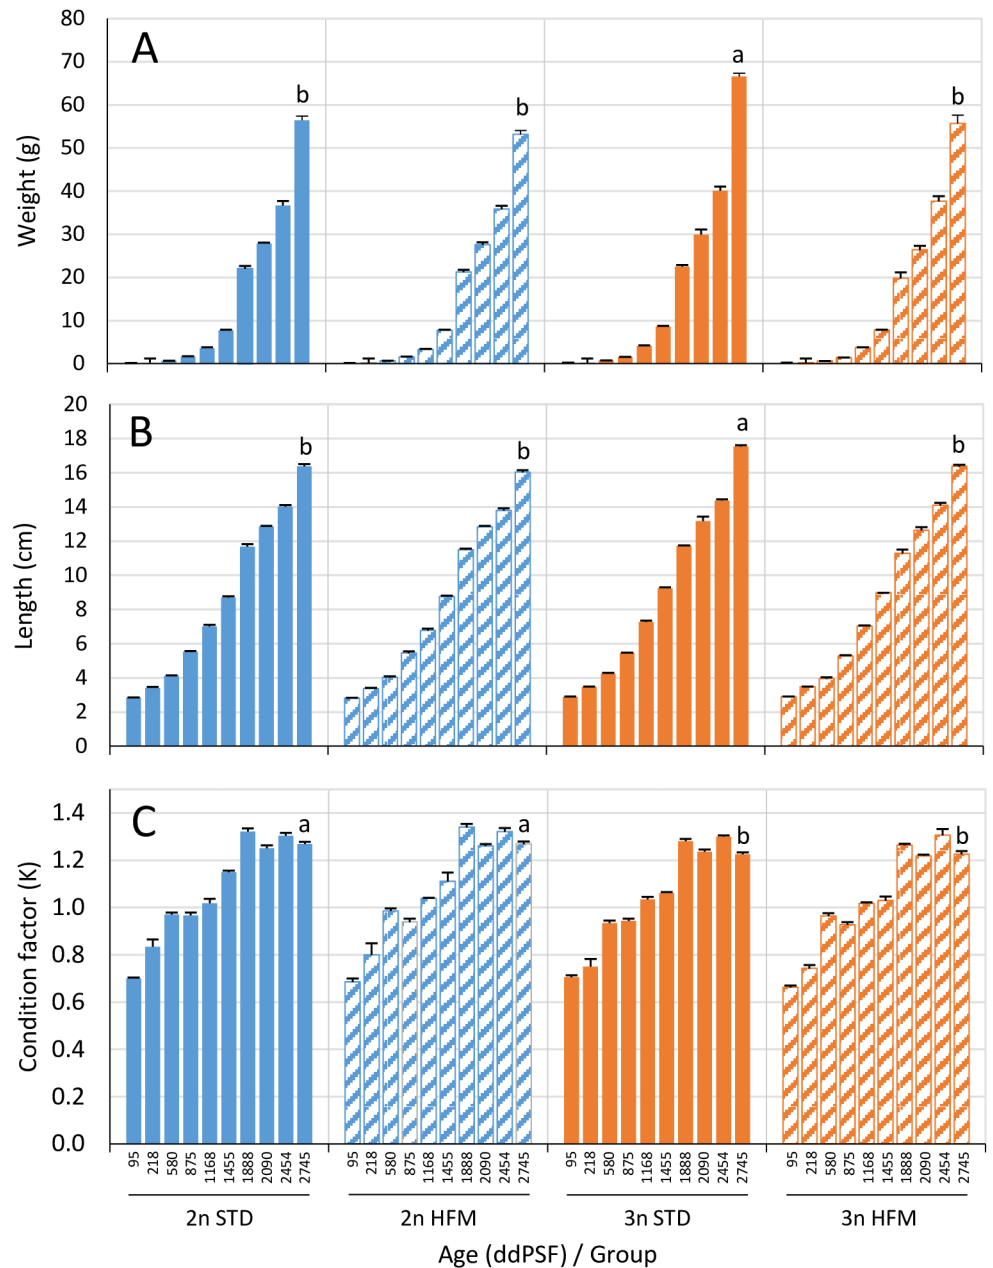 A
Weight (g)
80
70
60
50
40
30
20
10
0
b
b
a
b
B
Length (cm)
20
18
16
14
12
10
8
6
4
2
0
b
b
a
b
C
Condition factor (K)
1.4
1.2
1.0
0.8
0.6
0.4
0.2
0.0
a
a
b
b
95 218 580 875 1168 1455 1888 2090 2454 2745
95 218 580 875 1168 1455 1888 2090 2454 2745
95 218 580 875 1168 1455 1888 2090 2454 2745
95 218 580 875 1168 1455 1888 2090 2454 2745
2n STD
2n HFM
3n STD
3n HFM
Age (ddPSF) / Group